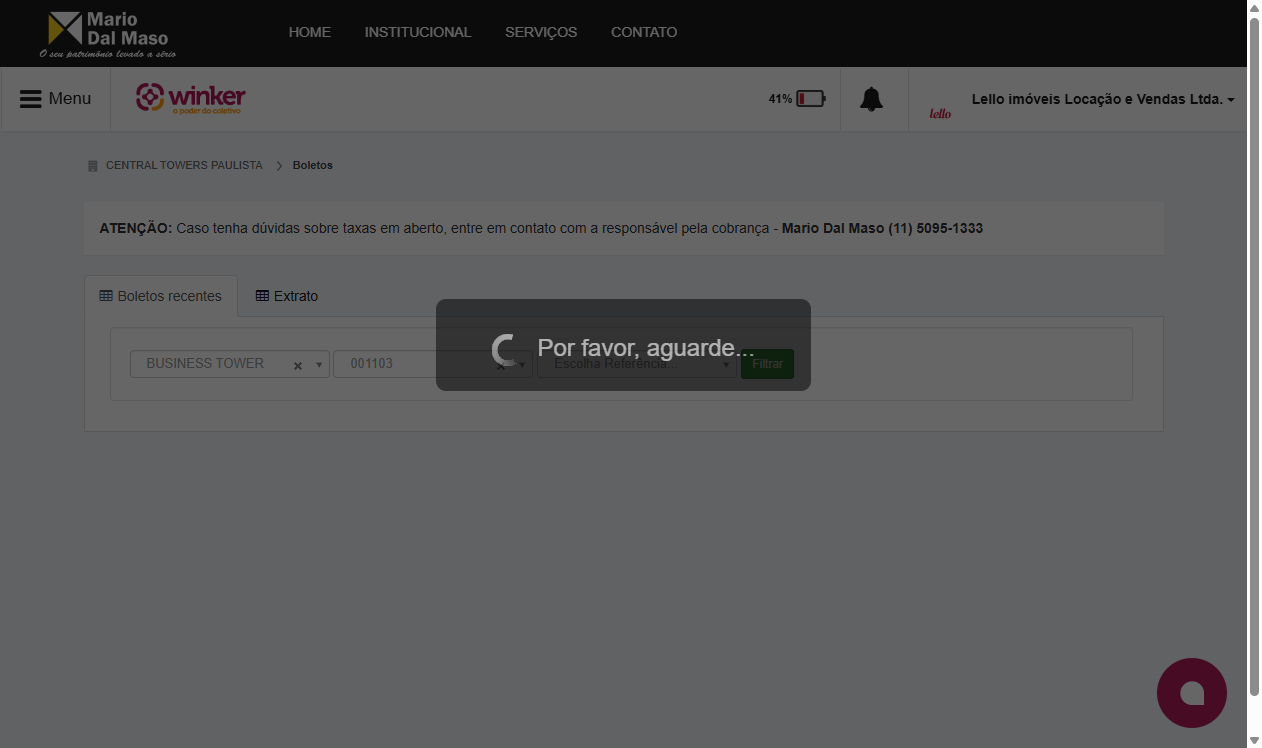 Mario
Dal Maso
O seu patrimônio levado a sério
HOME
INSTITUCIONAL
SERVIÇOS
CONTATO
Menu
winker
o poder do coletivo
41%
lello
Lello imóveis Locação e Vendas Ltda.
CENTRAL TOWERS PAULISTA
Boletos
ATENÇÃO: Caso tenha dúvidas sobre taxas em aberto, entre em contato com a responsável pela cobrança - Mario Dal Maso (11) 5095-1333
Boletos recentes
Extrato
Por favor, aguarde...
BUSINESS TOWER
001103
Escolha Referência...
Filtrar